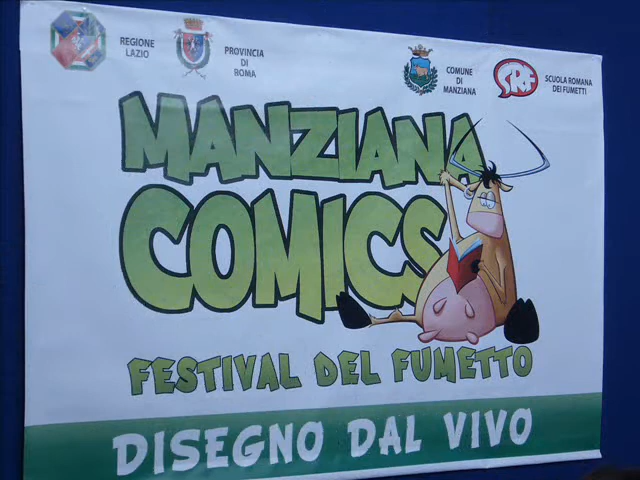 REGIONE
LAZIO
PROVINCIA
DI
ROMA
COMUNE
DI
MANZIANA
SRF
SCUOLA ROMANA
DEI FUMETTI
MANZIANA
COMICS
FESTIVAL DEL FUMETTO
DISEGNO DAL VIVO